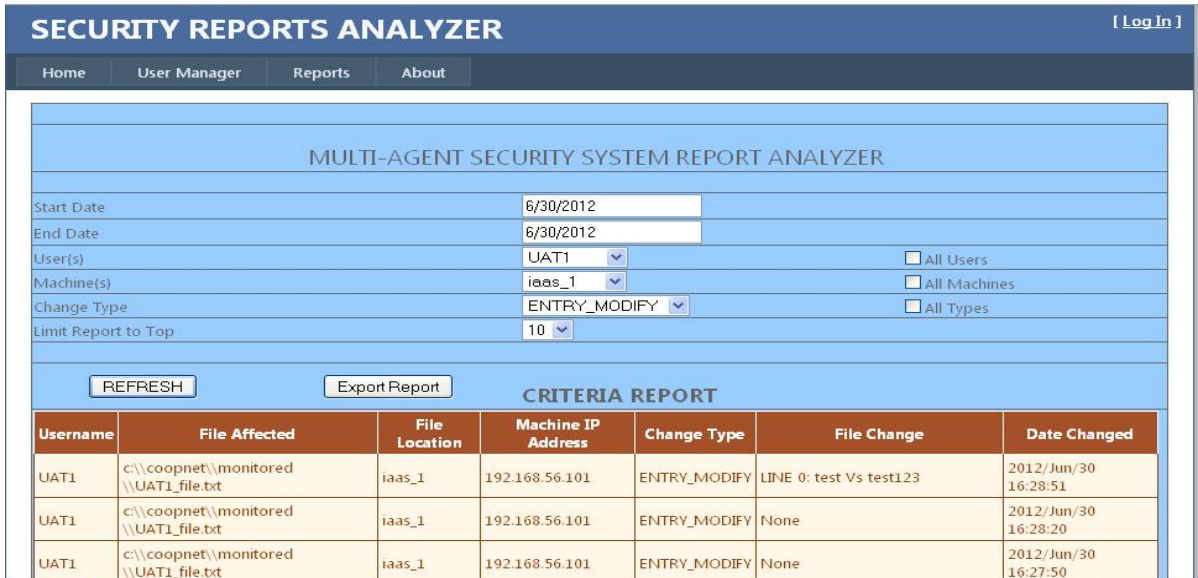 SECURITY REPORTS ANALYZER
[ Log In ]
Home User Manager Reports About
MULTI-AGENT SECURITY SYSTEM REPORT ANALYZER
Start Date 6/30/2012
End Date 6/30/2012
User(s) UAT1 All Users
Machine(s) iaas_1 All Machines
Change Type ENTRY_MODIFY All Types
Limit Report to Top 10
REFRESH Export Report CRITERIA REPORT
Username File Affected File Location Machine IP Address Change Type File Change Date Changed
UAT1 c:\\coopnet\\monitored iaas_1 192.168.56.101 ENTRY_MODIFY LINE 0: test Vs test123 2012/Jun/30
\\UAT1_file.txt 16:28:51
UAT1 c:\\coopnet\\monitored iaas_1 192.168.56.101 ENTRY_MODIFY None 2012/Jun/30
\\UAT1_file.txt 16:28:20
UAT1 c:\\coopnet\\monitored iaas_1 192.168.56.101 ENTRY_MODIFY None 2012/Jun/30
\\UAT1_file.txt 16:27:50